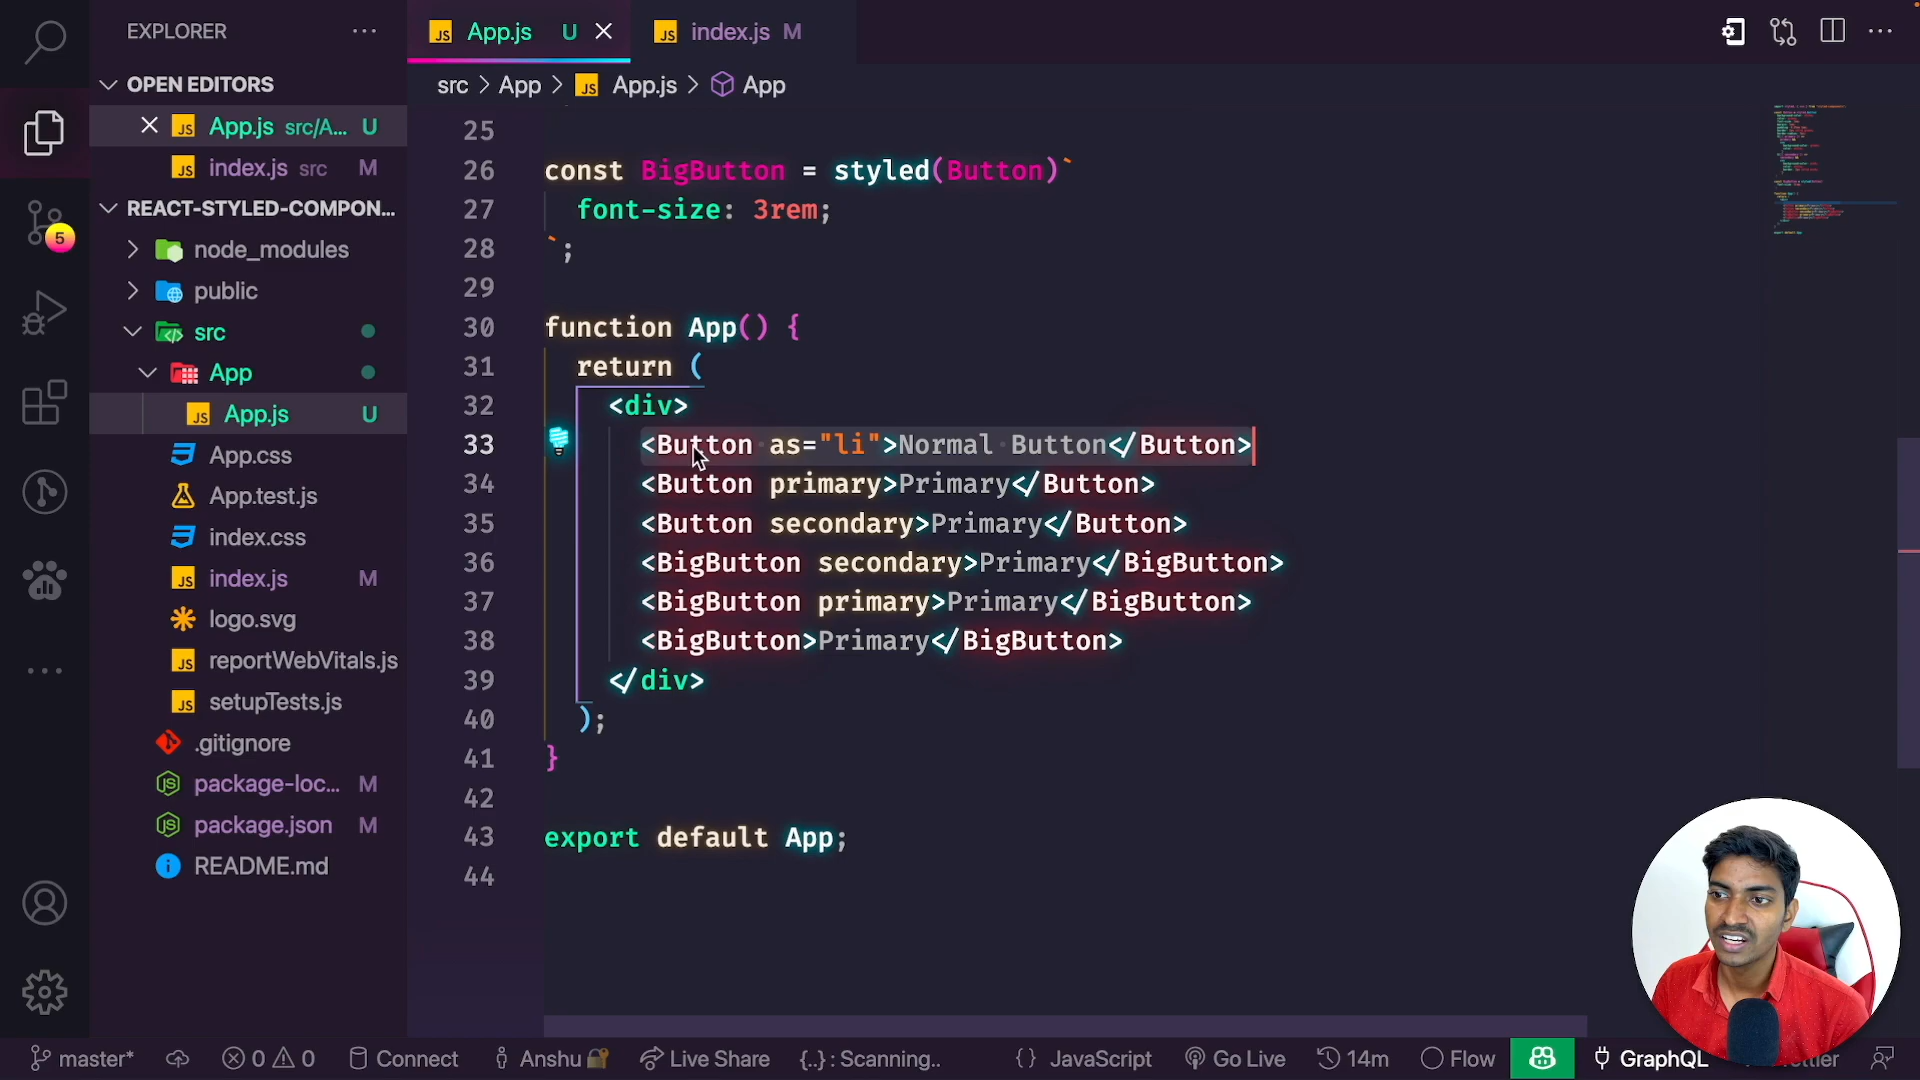 EXPLORER
OPEN EDITORS
App.js src/A... U
index.js src M
REACT-STYLED-COMPON...
node_modules
public
src
App
App.js U
App.css
App.test.js
index.css
index.js M
logo.svg
reportWebVitals.js
setupTests.js
.gitignore
package-loc... M
package.json M
README.md
5
App.js U
index.js M
src > App > JS App.js > App
25
26 const BigButton = styled(Button)`
27 font-size: 3rem;
28 `;
29
30 function App() {
31 return (
32 <div>
33 <Button as="li">Normal Button</Button>
34 <Button primary>Primary</Button>
35 <Button secondary>Primary</Button>
36 <BigButton secondary>Primary</BigButton>
37 <BigButton primary>Primary</BigButton>
38 <BigButton>Primary</BigButton>
39 </div>
40 );
41 }
42
43 export default App;
44
master* 0 0 Connect Anshu Live Share {..} : Scanning.. {} JavaScript Go Live 14m Flow GraphQL